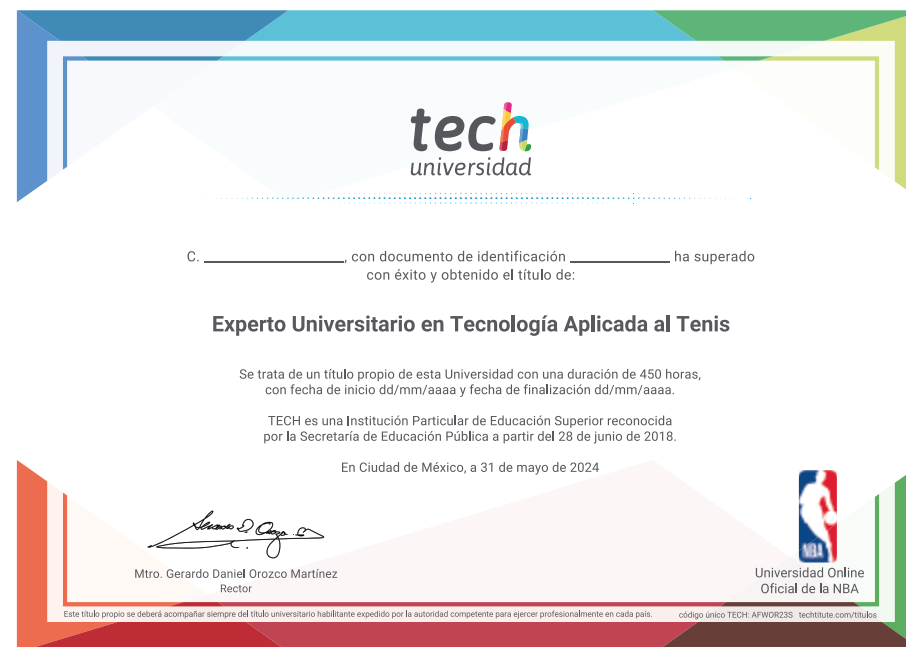 tech
universidad
C. ____________, con documento de identificación ____________ ha superado
con éxito y obtenido el título de:
Experto Universitario en Tecnología Aplicada al Tenis
Se trata de un título propio de esta Universidad con una duración de 450 horas,
con fecha de inicio dd/mm/aaaa y fecha de finalización dd/mm/aaaa.
TECH es una Institución Particular de Educación Superior reconocida
por la Secretaría de Educación Pública a partir del 28 de junio de 2018.
En Ciudad de México, a 31 de mayo de 2024
Mtro. Gerardo Daniel Orozco Martínez
Rector
NBA
Universidad Online
Oficial de la NBA
Este título propio se deberá acompañar siempre del título universitario habilitante expedido por la autoridad competente para ejercer profesionalmente en cada país. código único TECH: AFWOR23S techtitute.com/titulos